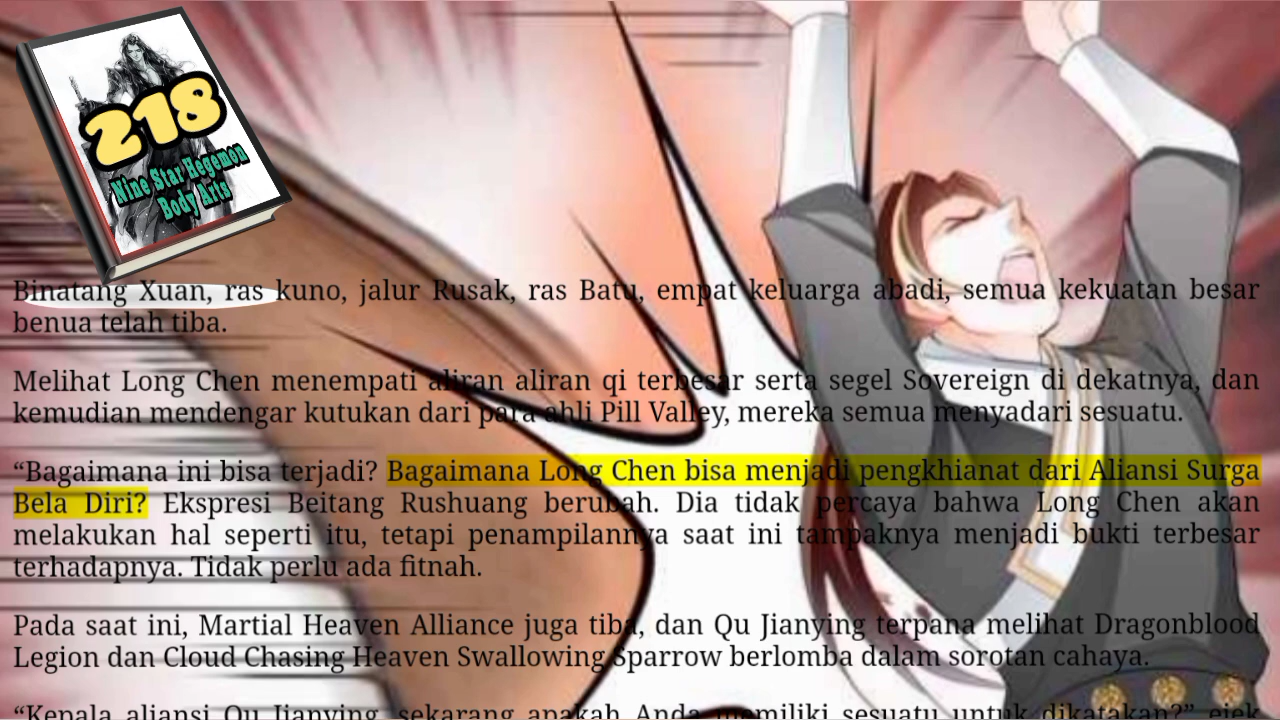 218
Nine Star Hegemon
Body Arts
Binatang Xuan, ras kuno, jalur Rusak, ras Batu, empat keluarga abadi, semua kekuatan besar
benua telah tiba.
Melihat Long Chen menempati aliran aliran qi terbesar serta segel Sovereign di dekatnya, dan
kemudian mendengar kutukan dari para ahli Pill Valley, mereka semua menyadari sesuatu.
“Bagaimana ini bisa terjadi? Bagaimana Long Chen bisa menjadi pengkhianat dari Aliansi Surga
Bela Diri? Ekspresi Beitang Rushuang berubah. Dia tidak percaya bahwa Long Chen akan
melakukan hal seperti itu, tetapi penampilannya saat ini tampaknya menjadi bukti terbesar
terhadapnya. Tidak perlu ada fitnah.
Pada saat ini, Martial Heaven Alliance juga tiba, dan Qu Jianying terpana melihat Dragonblood
Legion dan Cloud Chasing Heaven Swallowing Sparrow berlomba dalam sorotan cahaya.
“Kepala aliansi Qu Jianying, sekarang apakah Anda memiliki sesuatu untuk dikatakan?” ejek